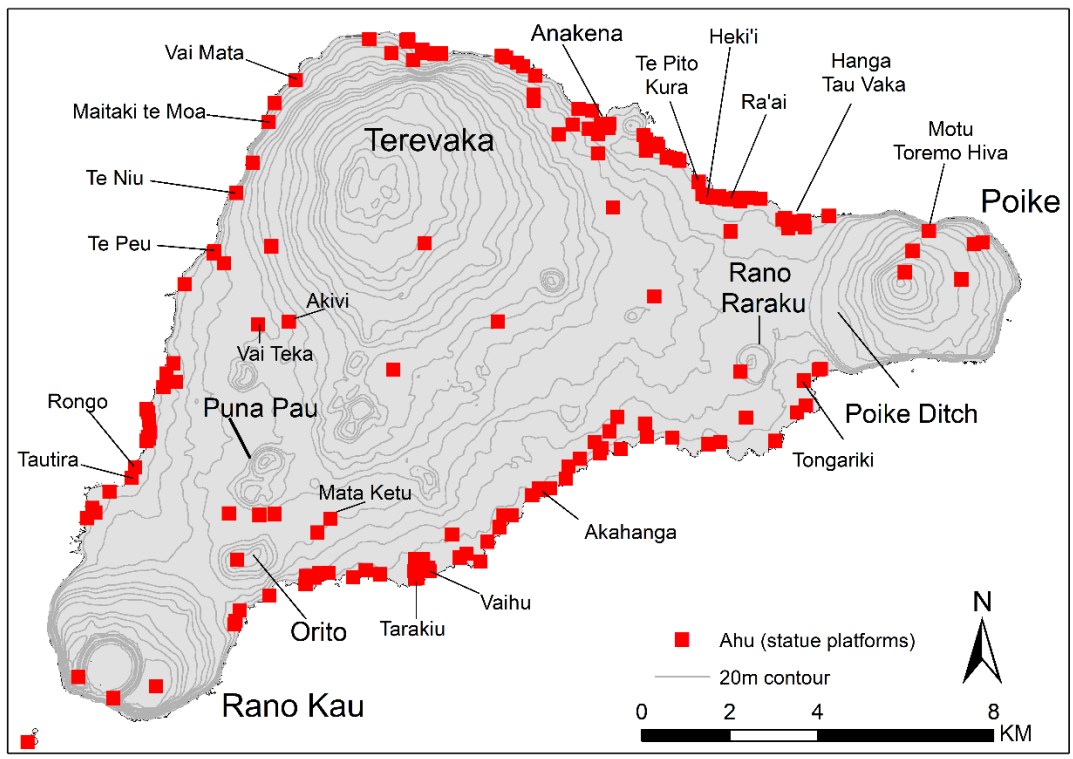 Vai Mata
Maitaki te Moa
Te Niu
Te Peu
Terevaka
Anakena
Te Pito
Kura
Heki'i
Ra'ai
Hanga
Tau Vaka
Motu
Toremo Hiva
Poike
Akivi
Vai Teka
Rano
Raraku
Puna Pau
Poike Ditch
Rongo
Tautira
Tongariki
Mata Ketu
Akahanga
Vaihu
Orito
Tarakiu
Rano Kau
N
Ahu (statue platforms)
20m contour
0 2 4 8
KM